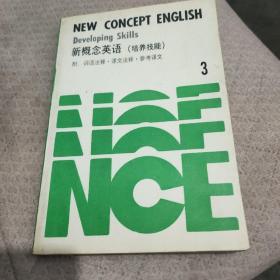 NEW CONCEPT ENGLISH
Developing Skills
新概念英语（培养技能）
附：词语注释·课文注释·参考译文
3
NCE